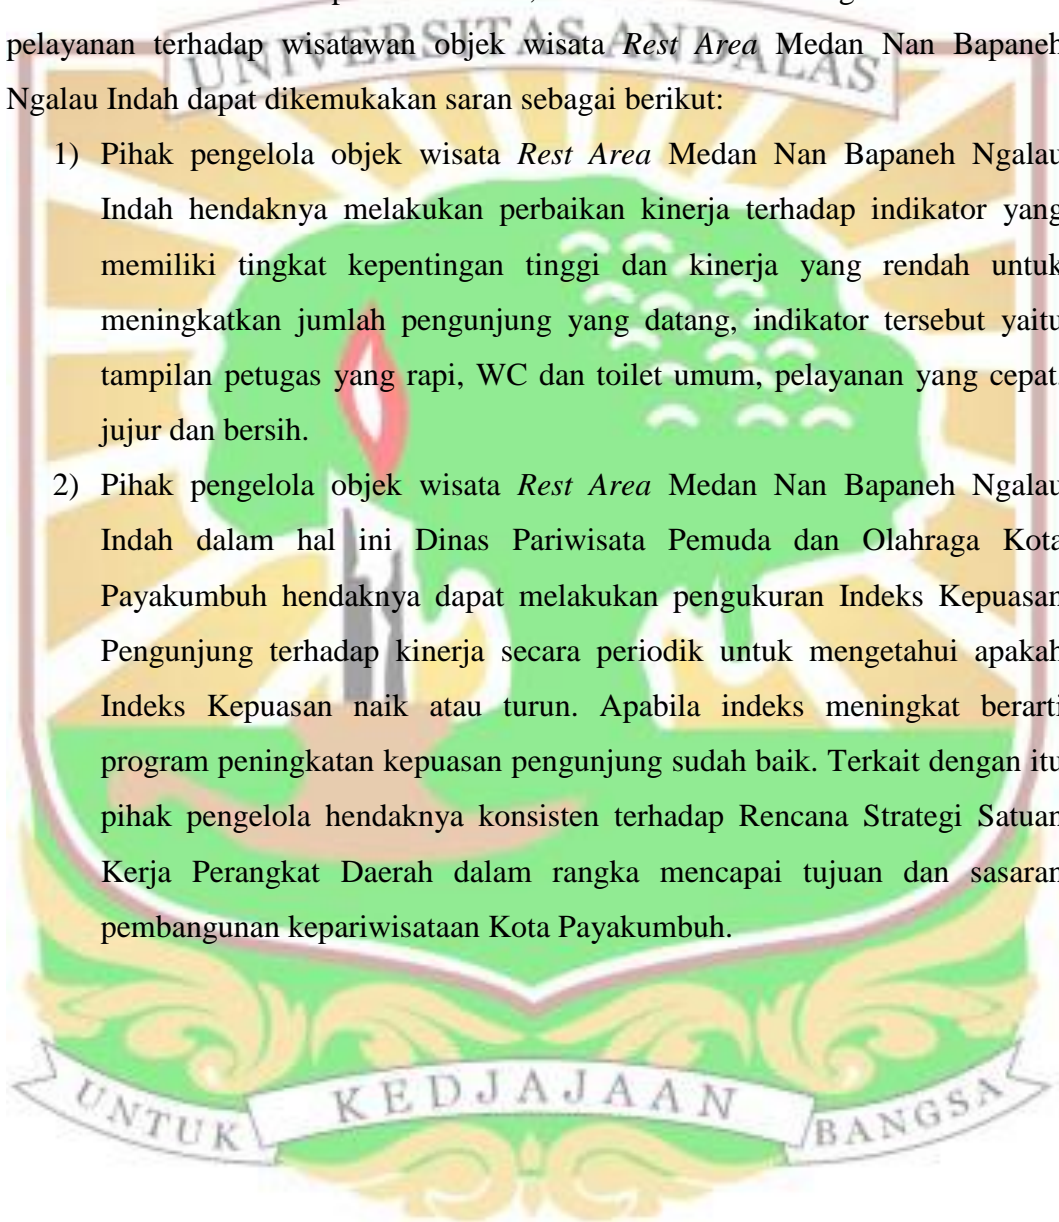 pelayanan terhadap wisatawan objek wisata Rest Area Medan Nan Bapaneh
UNIVERSITAS ANDALAS
Ngalau Indah dapat dikemukakan saran sebagai berikut:
1) Pihak pengelola objek wisata Rest Area Medan Nan Bapaneh Ngalau
Indah hendaknya melakukan perbaikan kinerja terhadap indikator yang
memiliki tingkat kepentingan tinggi dan kinerja yang rendah untuk
meningkatkan jumlah pengunjung yang datang, indikator tersebut yaitu
tampilan petugas yang rapi, WC dan toilet umum, pelayanan yang cepat,
jujur dan bersih.
2) Pihak pengelola objek wisata Rest Area Medan Nan Bapaneh Ngalau
Indah dalam hal ini Dinas Pariwisata Pemuda dan Olahraga Kota
Payakumbuh hendaknya dapat melakukan pengukuran Indeks Kepuasan
Pengunjung terhadap kinerja secara periodik untuk mengetahui apakah
Indeks Kepuasan naik atau turun. Apabila indeks meningkat berarti
program peningkatan kepuasan pengunjung sudah baik. Terkait dengan itu
pihak pengelola hendaknya konsisten terhadap Rencana Strategi Satuan
Kerja Perangkat Daerah dalam rangka mencapai tujuan dan sasaran
pembangunan kepariwisataan Kota Payakumbuh.
UNTUK KEDJAJAAN BANGSA